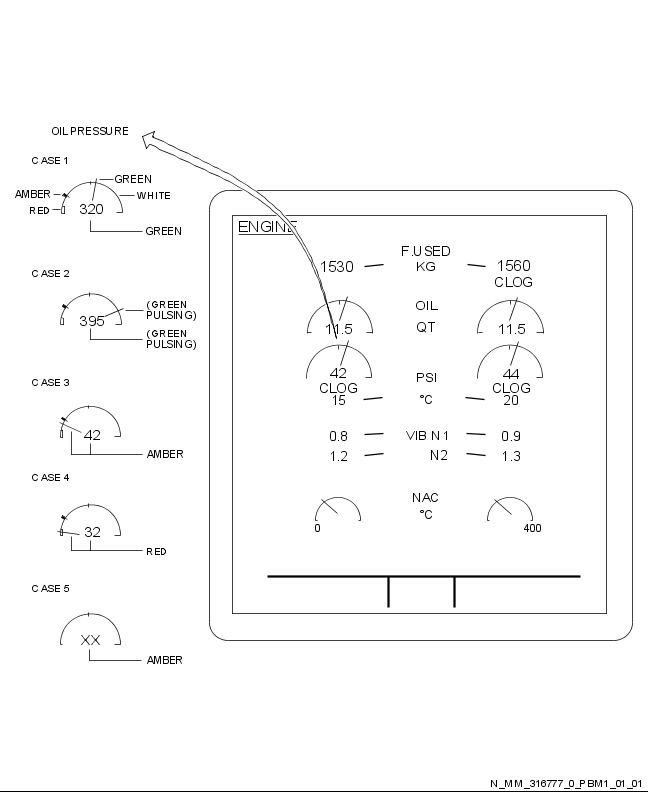 OIL PRESSURE
CASE 1
GREEN
AMBER
WHITE
RED
320
GREEN
CASE 2
(GREEN
PULSING)
395
(GREEN
PULSING)
CASE 3
42
AMBER
CASE 4
32
RED
CASE 5
XX
AMBER
ENGINE
F.USED
1530 KG 1560
CLOG
OIL
11.5 QT 11.5
42 PSI 44
CLOG CLOG
15 °C 20
0.8 VIB N1 0.9
1.2 N2 1.3
NAC
°C
0 400
N_MM_316777_0_PBM1_01_01